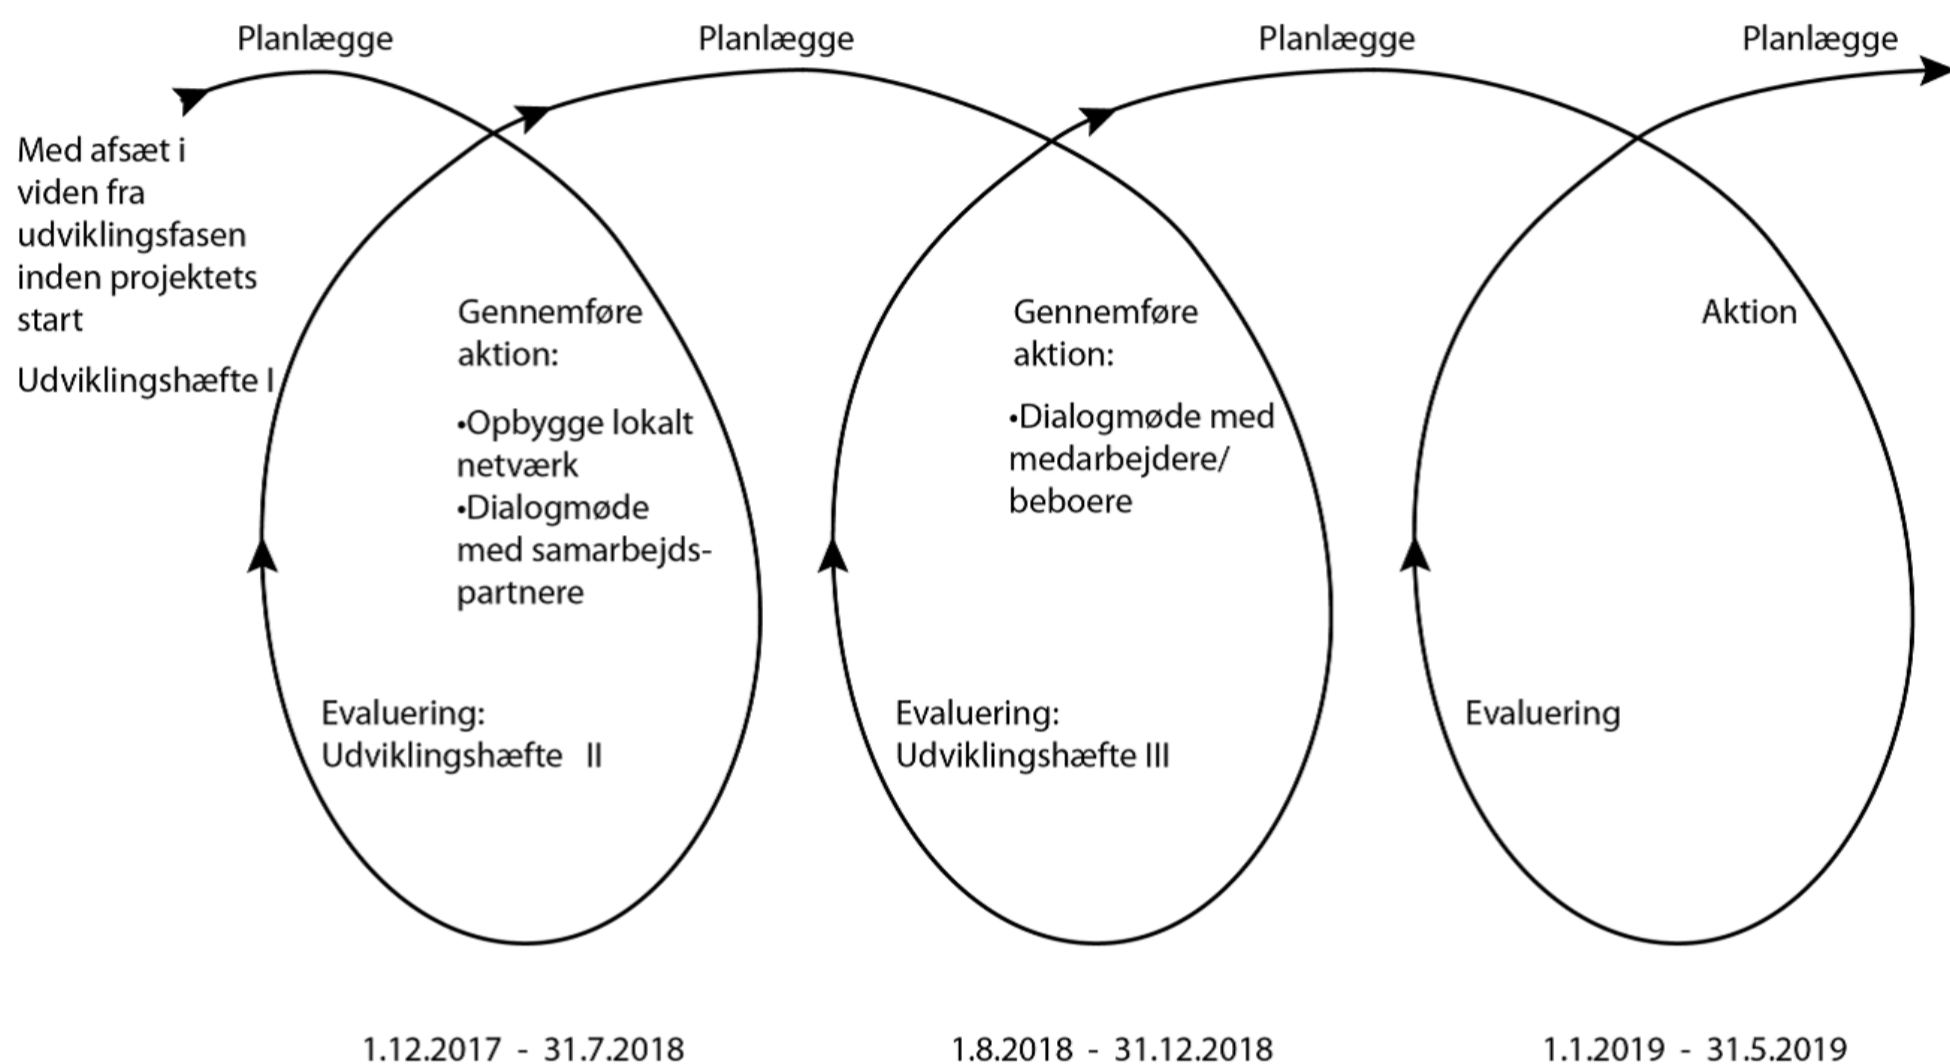 Planlægge
Planlægge
Planlægge
Planlægge
Med afsæt i
viden fra
udviklingsfasen
inden projektets
start
Udviklingshæfte I
Gennemføre
aktion:
•Opbygge lokalt
netværk
•Dialogmøde
med samarbejds-
partnere
Evaluering:
Udviklingshæfte II
Gennemføre
aktion:
•Dialogmøde med
medarbejdere/
beboere
Evaluering:
Udviklingshæfte III
Aktion
Evaluering
1.12.2017 - 31.7.2018
1.8.2018 - 31.12.2018
1.1.2019 - 31.5.2019